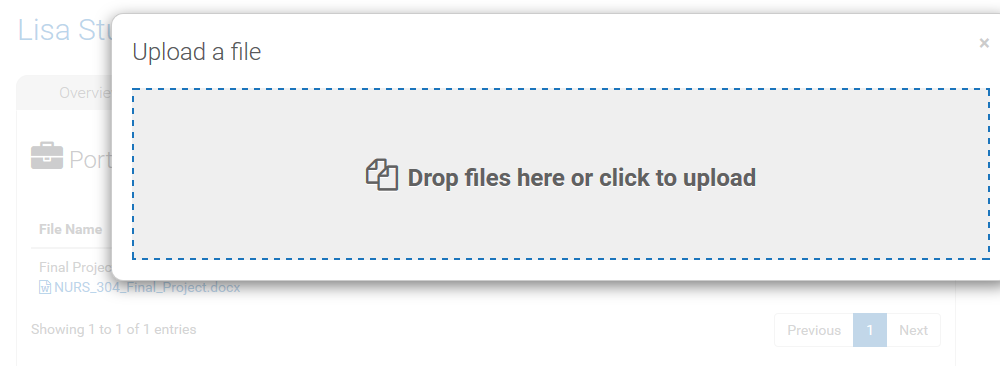 Lisa Stu
Upload a file
×
Overvie
Port
Drop files here or click to upload
File Name
Final Projec
NURS_304_Final_Project.docx
Showing 1 to 1 of 1 entries
Previous 1 Next